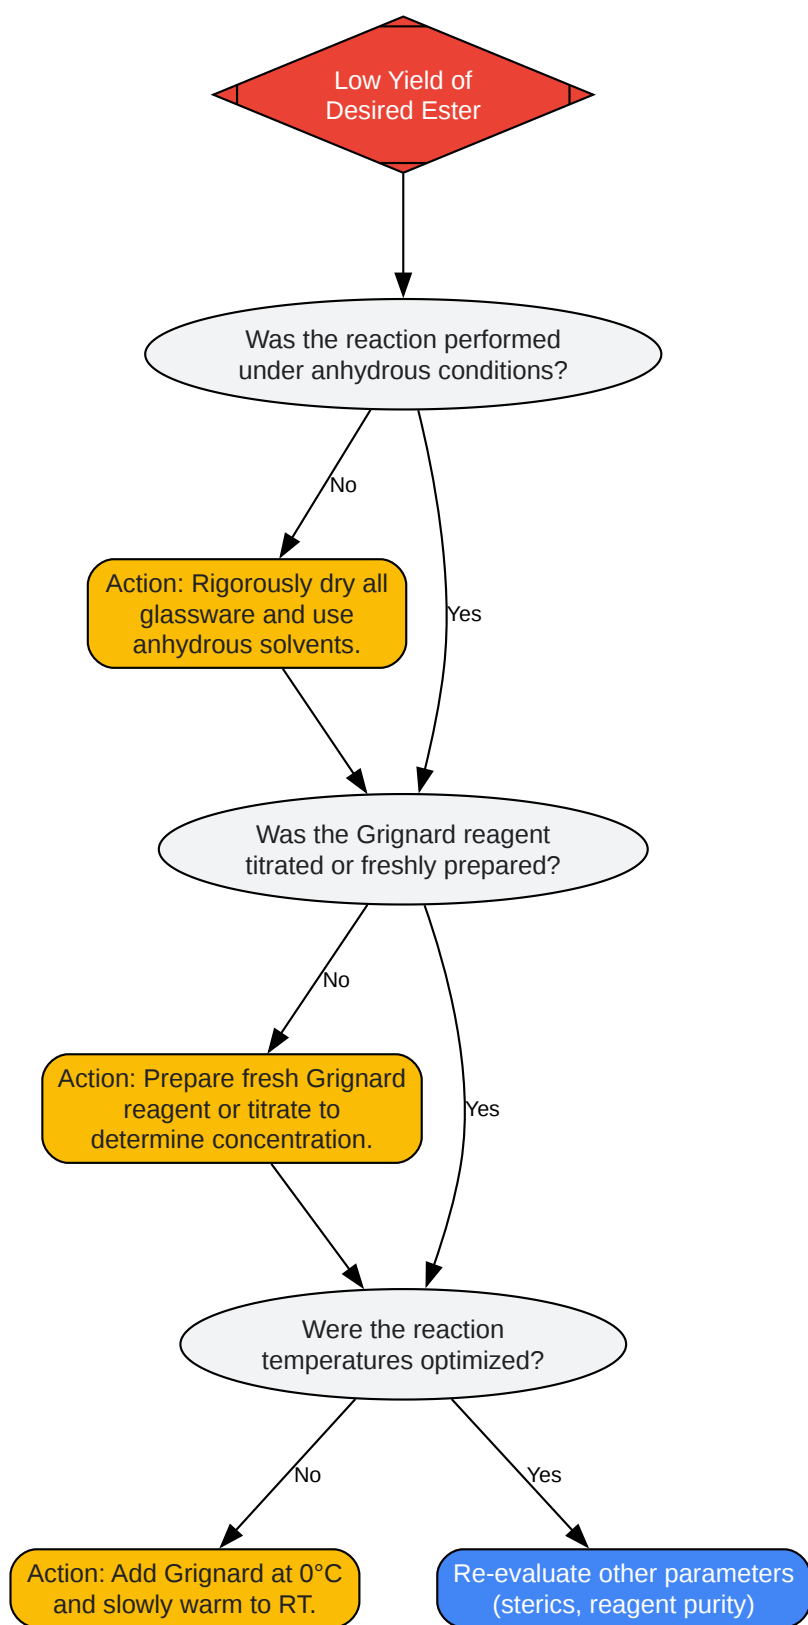 Low Yield of
Desired Ester
Was the reaction performed
under anhydrous conditions?
No
Action: Rigorously dry all
glassware and use
anhydrous solvents.
Yes
Was the Grignard reagent
titrated or freshly prepared?
No
Action: Prepare fresh Grignard
reagent or titrate to
determine concentration.
Yes
Were the reaction
temperatures optimized?
No
Yes
Action: Add Grignard at 0°C
and slowly warm to RT.
Re-evaluate other parameters
(sterics, reagent purity)